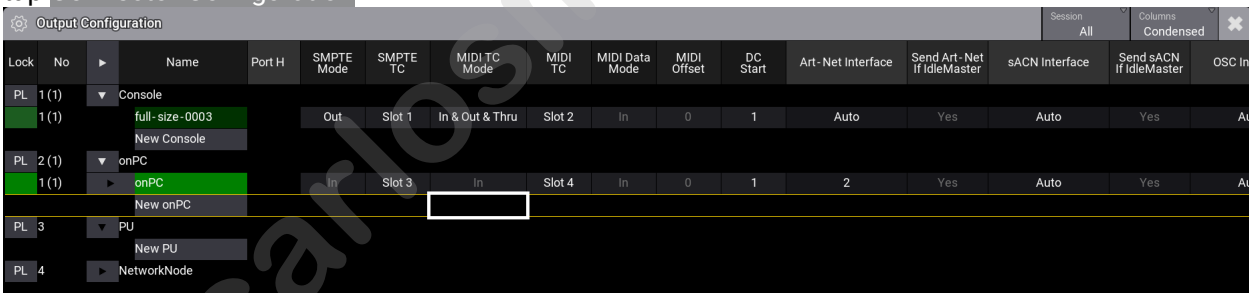 Output Configuration Session All Columns Condensed
Lock No Name Port H SMPTE Mode SMPTE TC MIDI TC Mode MIDI TC MIDI Data Mode MIDI Offset DC Start Art-Net Interface Send Art-Net If IdleMaster sACN Interface Send sACN If IdleMaster OSC In
PL 1 (1) Console
1 (1) full-size-0003 Out Slot 1 In & Out & Thru Slot 2 In 0 1 Auto Yes Auto Yes Au
New Console
PL 2 (1) onPC
1 (1) onPC In Slot 3 In Slot 4 In 0 1 2 Yes Auto Yes Au
New onPC
PL 3 PU
New PU
PL 4 NetworkNode